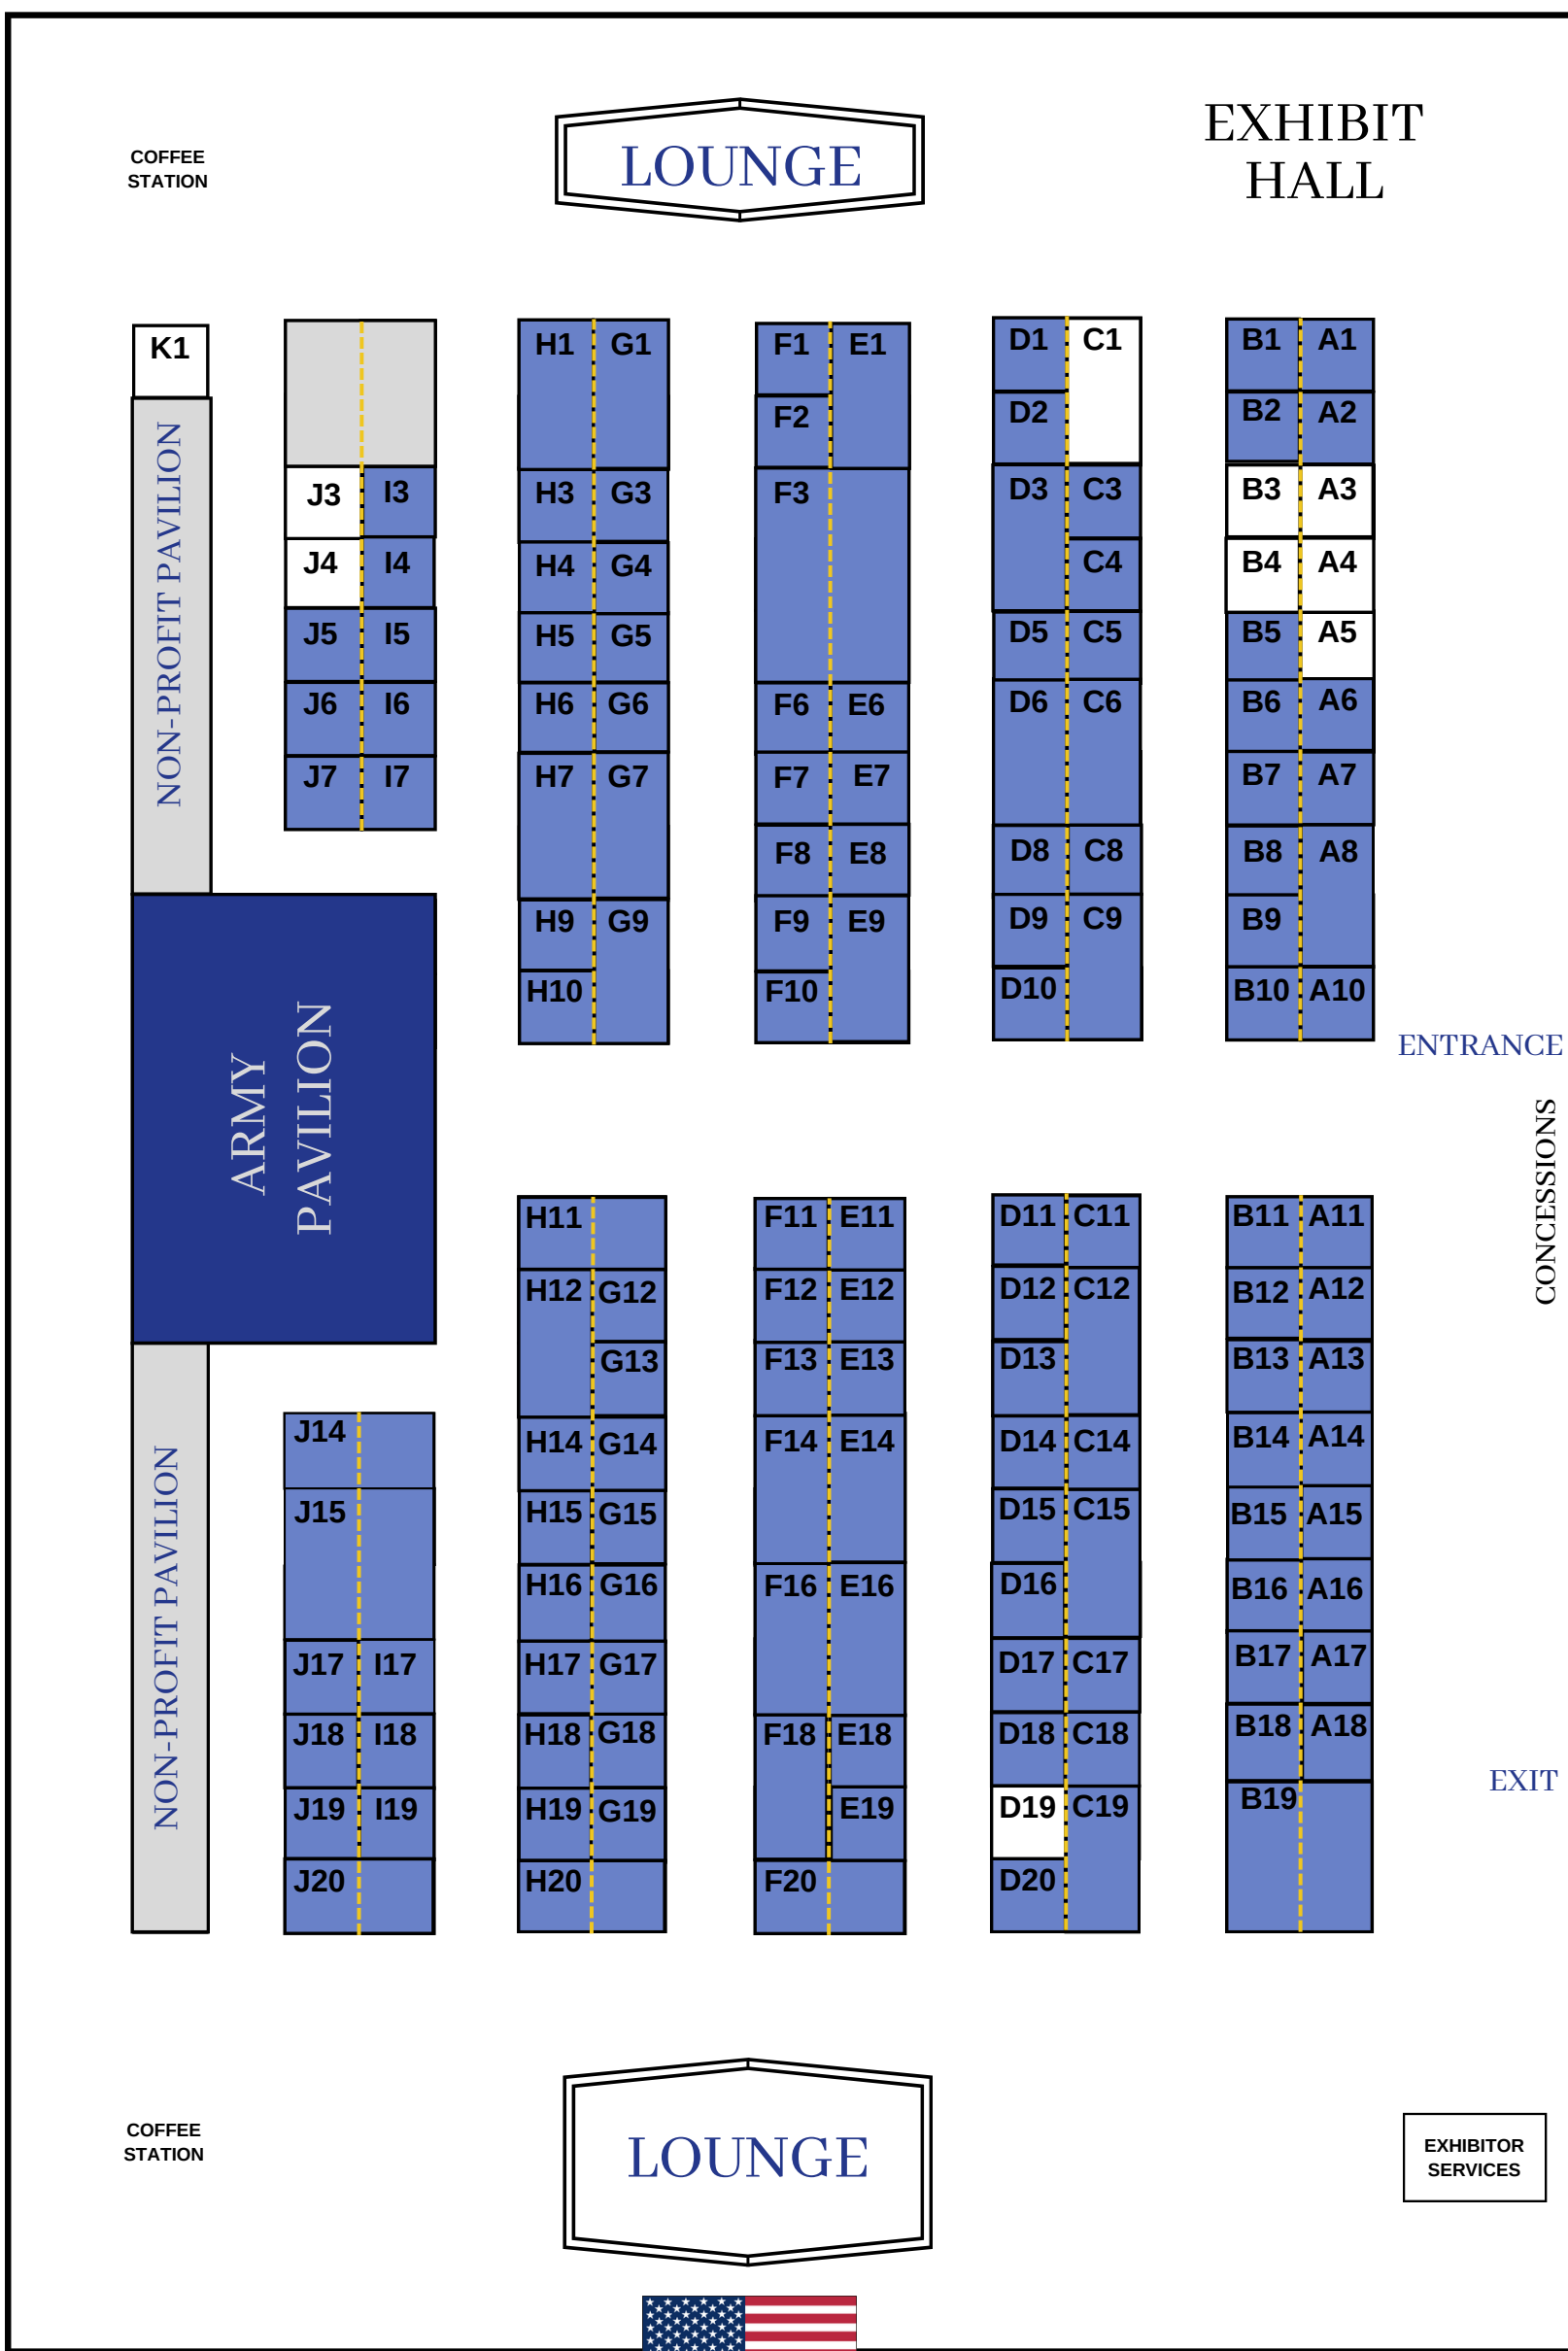 EXHIBIT
HALL
COFFEE
STATION
LOUNGE
K1
H1 G1
F1 E1
D1 C1
B1 A1
F2
D2
B2 A2
J3 I3
H3 G3
F3
D3 C3
B3 A3
J4 I4
H4 G4
C4
B4 A4
J5 I5
H5 G5
D5 C5
B5 A5
J6 I6
H6 G6
F6 E6
D6 C6
B6 A6
J7 I7
H7 G7
F7 E7
B7 A7
F8 E8
D8 C8
B8 A8
H9 G9
F9 E9
D9 C9
B9
H10
F10
D10
B10 A10
NON-PROFIT PAVILION
ARMY
PAVILION
ENTRANCE
CONCESSIONS
H11
F11 E11
D11 C11
B11 A11
H12 G12
F12 E12
D12 C12
B12 A12
G13
F13 E13
D13
B13 A13
J14
H14 G14
F14 E14
D14 C14
B14 A14
J15
H15 G15
D15 C15
B15 A15
H16 G16
F16 E16
D16
B16 A16
J17 I17
H17 G17
D17 C17
B17 A17
J18 I18
H18 G18
F18 E18
D18 C18
B18 A18
J19 I19
H19 G19
E19
D19 C19
B19
J20
H20
F20
D20
NON-PROFIT PAVILION
EXIT
COFFEE
STATION
LOUNGE
EXHIBITOR
SERVICES